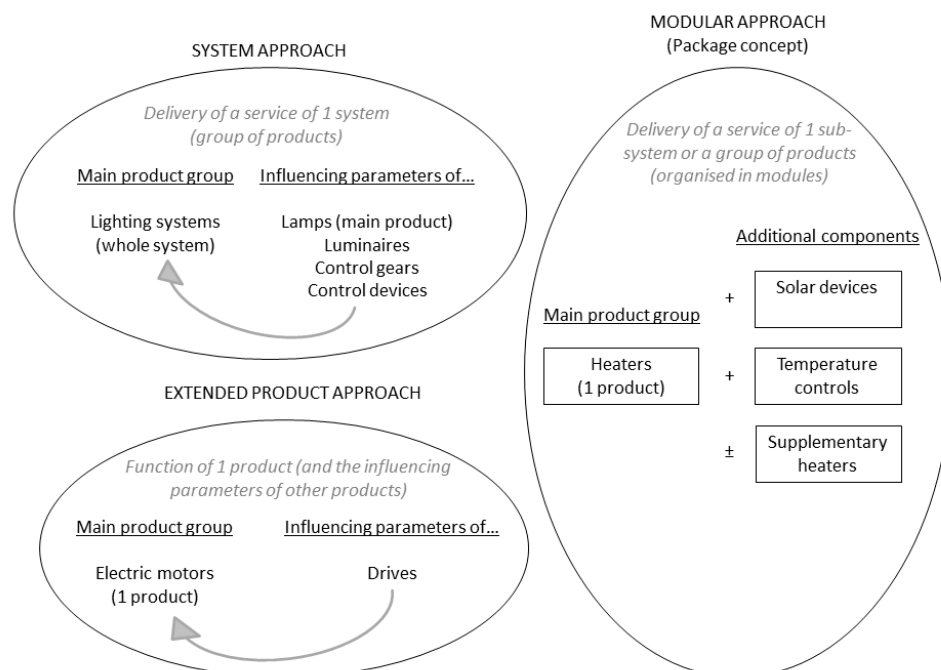 SYSTEM APPROACH
Delivery of a service of 1 system
(group of products)
Main product group
Influencing parameters of...
Lighting systems
(whole system)
Lamps (main product)
Luminaires
Control gears
Control devices
EXTENDED PRODUCT APPROACH
Function of 1 product (and the influencing
parameters of other products)
Main product group
Influencing parameters of...
Electric motors
(1 product)
Drives
MODULAR APPROACH
(Package concept)
Delivery of a service of 1 sub-
system or a group of products
(organised in modules)
Additional components
Main product group
Heaters
(1 product)
+
Solar devices
+
Temperature
controls
±
Supplementary
heaters